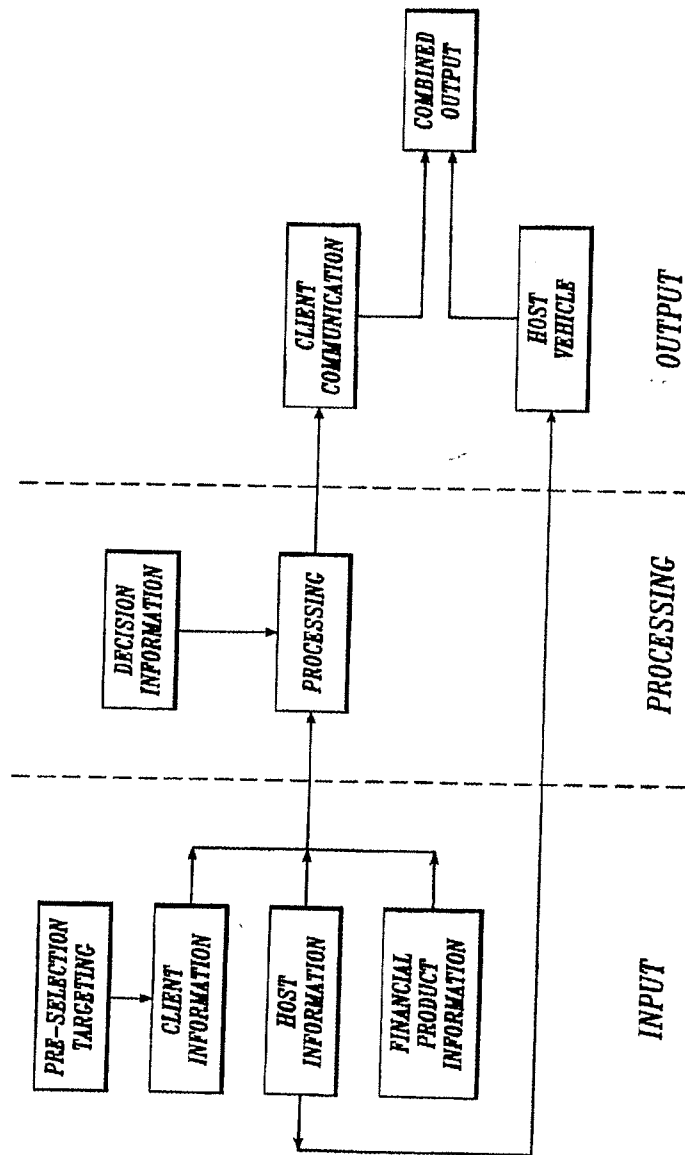 PRE-SELECTION
TARGETING
CLIENT
INFORMATION
HOST
INFORMATION
FINANCIAL
PRODUCT
INFORMATION
INPUT
DECISION
INFORMATION
PROCESSING
PROCESSING
CLIENT
COMMUNICATION
HOST
VEHICLE
COMBINED
OUTPUT
OUTPUT